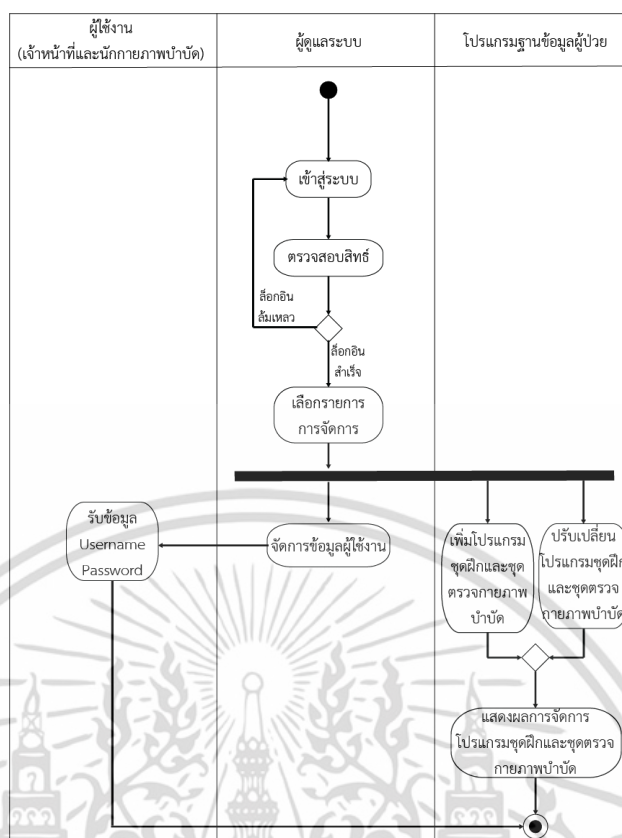 ผู้ใช้งาน
(เจ้าหน้าที่และนักกายภาพบำบัด)
ผู้ดูแลระบบ
โปรแกรมฐานข้อมูลผู้ป่วย
เข้าสู่ระบบ
ตรวจสอบสิทธิ์
ล็อกอิน
ล้มเหลว
ล็อกอิน
สำเร็จ
เลือกรายการ
การจัดการ
รับข้อมูล
Username
Password
จัดการข้อมูลผู้ใช้งาน
เพิ่มโปรแกรม
ชุดฝึกและชุด
ตรวจกายภาพ
บำบัด
ปรับเปลี่ยน
โปรแกรมชุดฝึก
และชุดตรวจ
กายภาพบำบัด
แสดงผลการจัดการ
โปรแกรมชุดฝึกและชุดตรวจ
กายภาพบำบัด